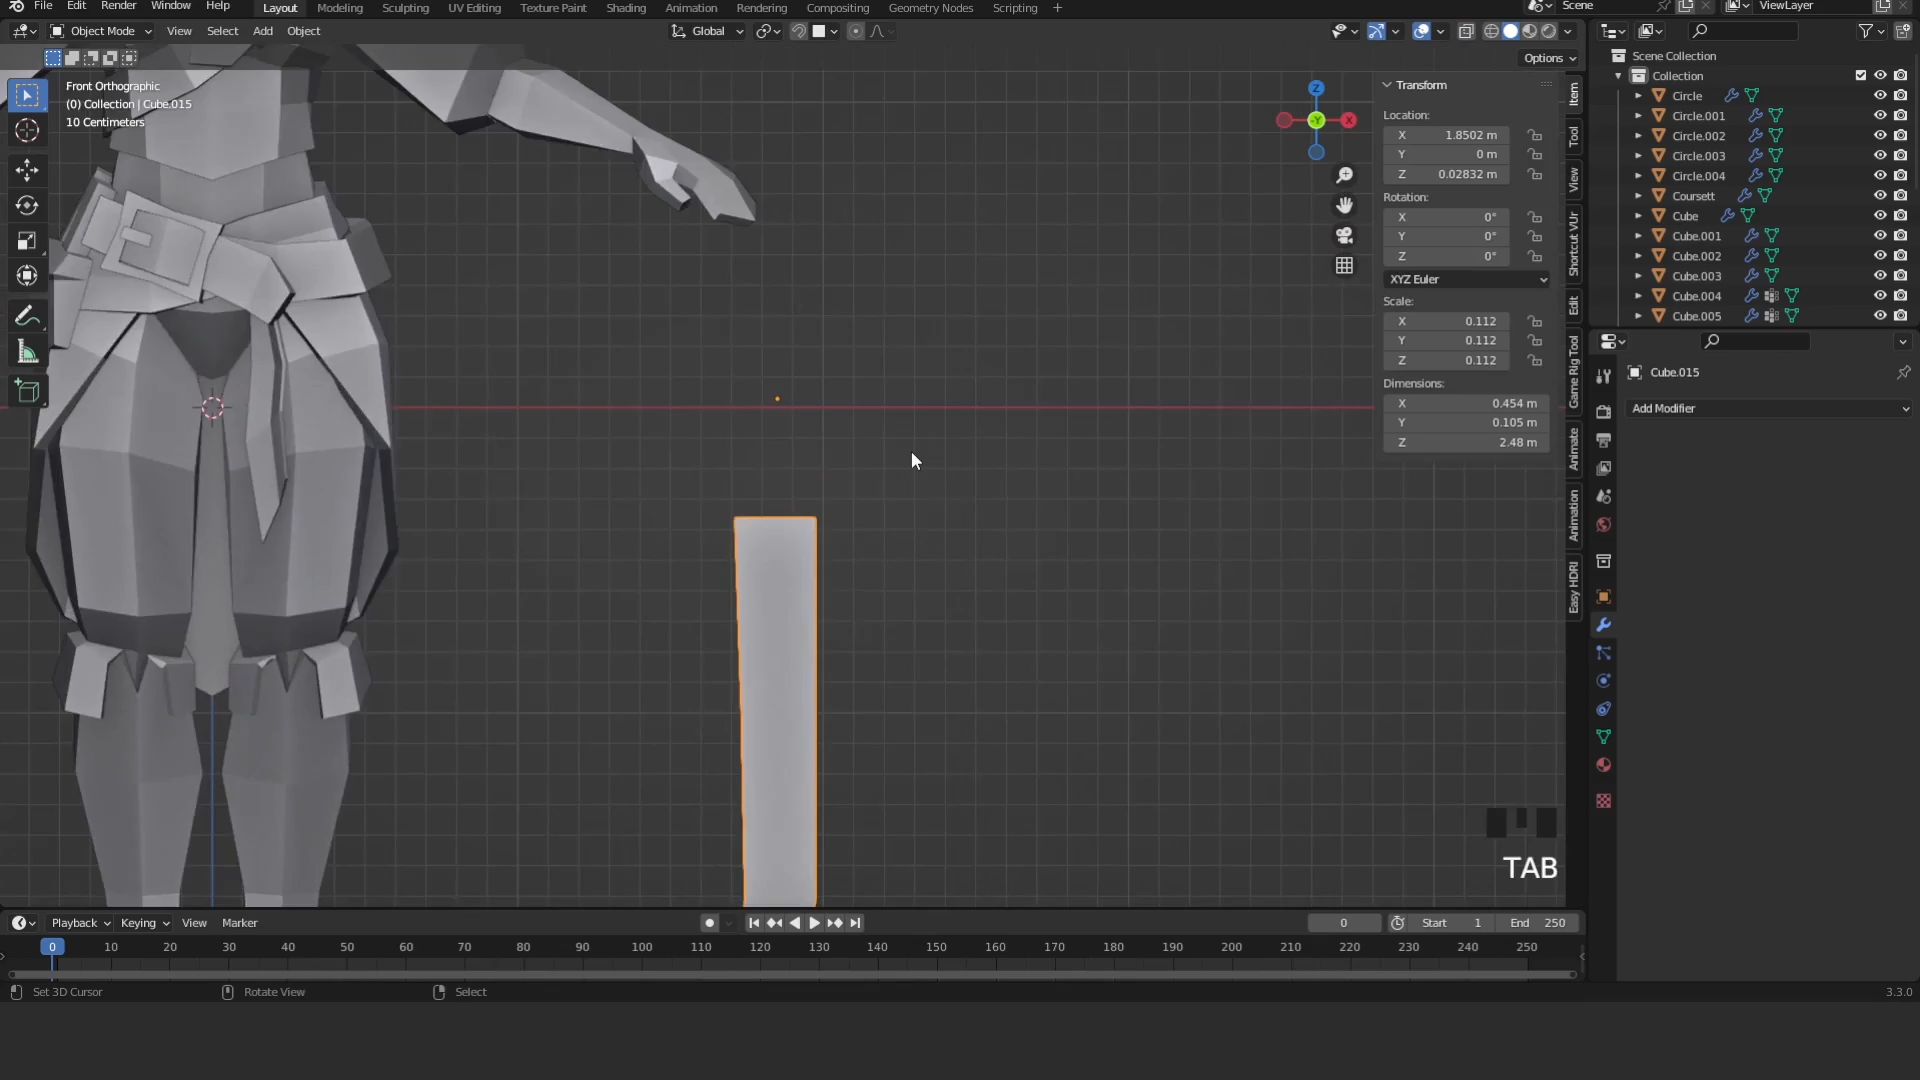 File Edit Render Window Help Layout Modeling Sculpting UV Editing Texture Paint Shading Animation Rendering Compositing Geometry Nodes Scripting + Scene ViewLayer
Object Mode View Select Add Object Global
Options
Front Orthographic
(0) Collection | Cube.015
10 Centimeters
Transform
Location:
X 1.8502 m
Y 0 m
Z 0.02832 m
Rotation:
X 0°
Y 0°
Z 0°
XYZ Euler
Scale:
X 0.112
Y 0.112
Z 0.112
Dimensions:
X 0.454 m
Y 0.105 m
Z 2.48 m
Item
Tool
View
Shortcut VUr
Edit
Game Rig Tool
Animate
Animation
Easy HDRI
Z
-Y
X
Scene Collection
Collection
Circle
Circle.001
Circle.002
Circle.003
Circle.004
Coursett
Cube
Cube.001
Cube.002
Cube.003
Cube.004
Cube.005
Cube.015
Add Modifier
TAB
Playback Keying View Marker 0 Start 1 End 250
0 10 20 30 40 50 60 70 80 90 100 110 120 130 140 150 160 170 180 190 200 210 220 230 240 250
Set 3D Cursor Rotate View Select 3.3.0